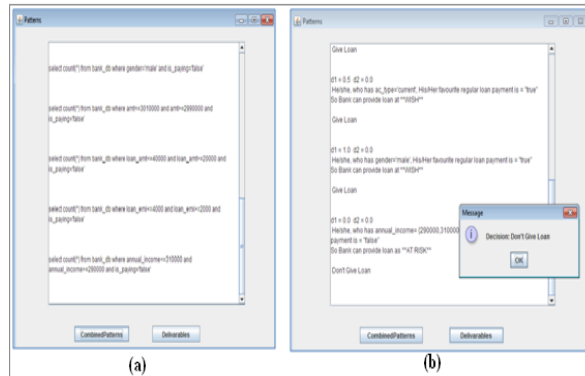 Patterns
select count(*) from bank_db where gender='male' and is_paying='false'
select count(*) from bank_db where amt<=3010000 and amt>=2990000 and
is_paying='false'
select count(*) from bank_db where loan_amt<=40000 and loan_amt>=20000 and
is_paying='false'
select count(*) from bank_db where loan_emi<=4000 and loan_emi>=2000 and
is_paying='false'
select count(*) from bank_db where annual_income<=310000 and
annual_income>=290000 and is_paying='false'
CombinedPatterns
Delivarables
(a)
Patterns
Give Loan
d1 = 0.5 d2 = 0.0
He/she, who has ac_type='current', His/Her favourite regular loan payment is = "true"
So Bank can provide loan at **WISH**
Give Loan
d1 = 1.0 d2 = 0.0
He/she, who has gender='male', His/Her favourite regular loan payment is = "true"
So Bank can provide loan at **WISH**
Give Loan
d1 = 0.0 d2 = 0.0
He/she, who has annual_income= {290000,310000
payment is = "false"
So Bank can provide loan as **AT RISK**
Don't Give Loan
Message
Decision: Don't Give Loan
OK
CombinedPatterns
Delivarables
(b)